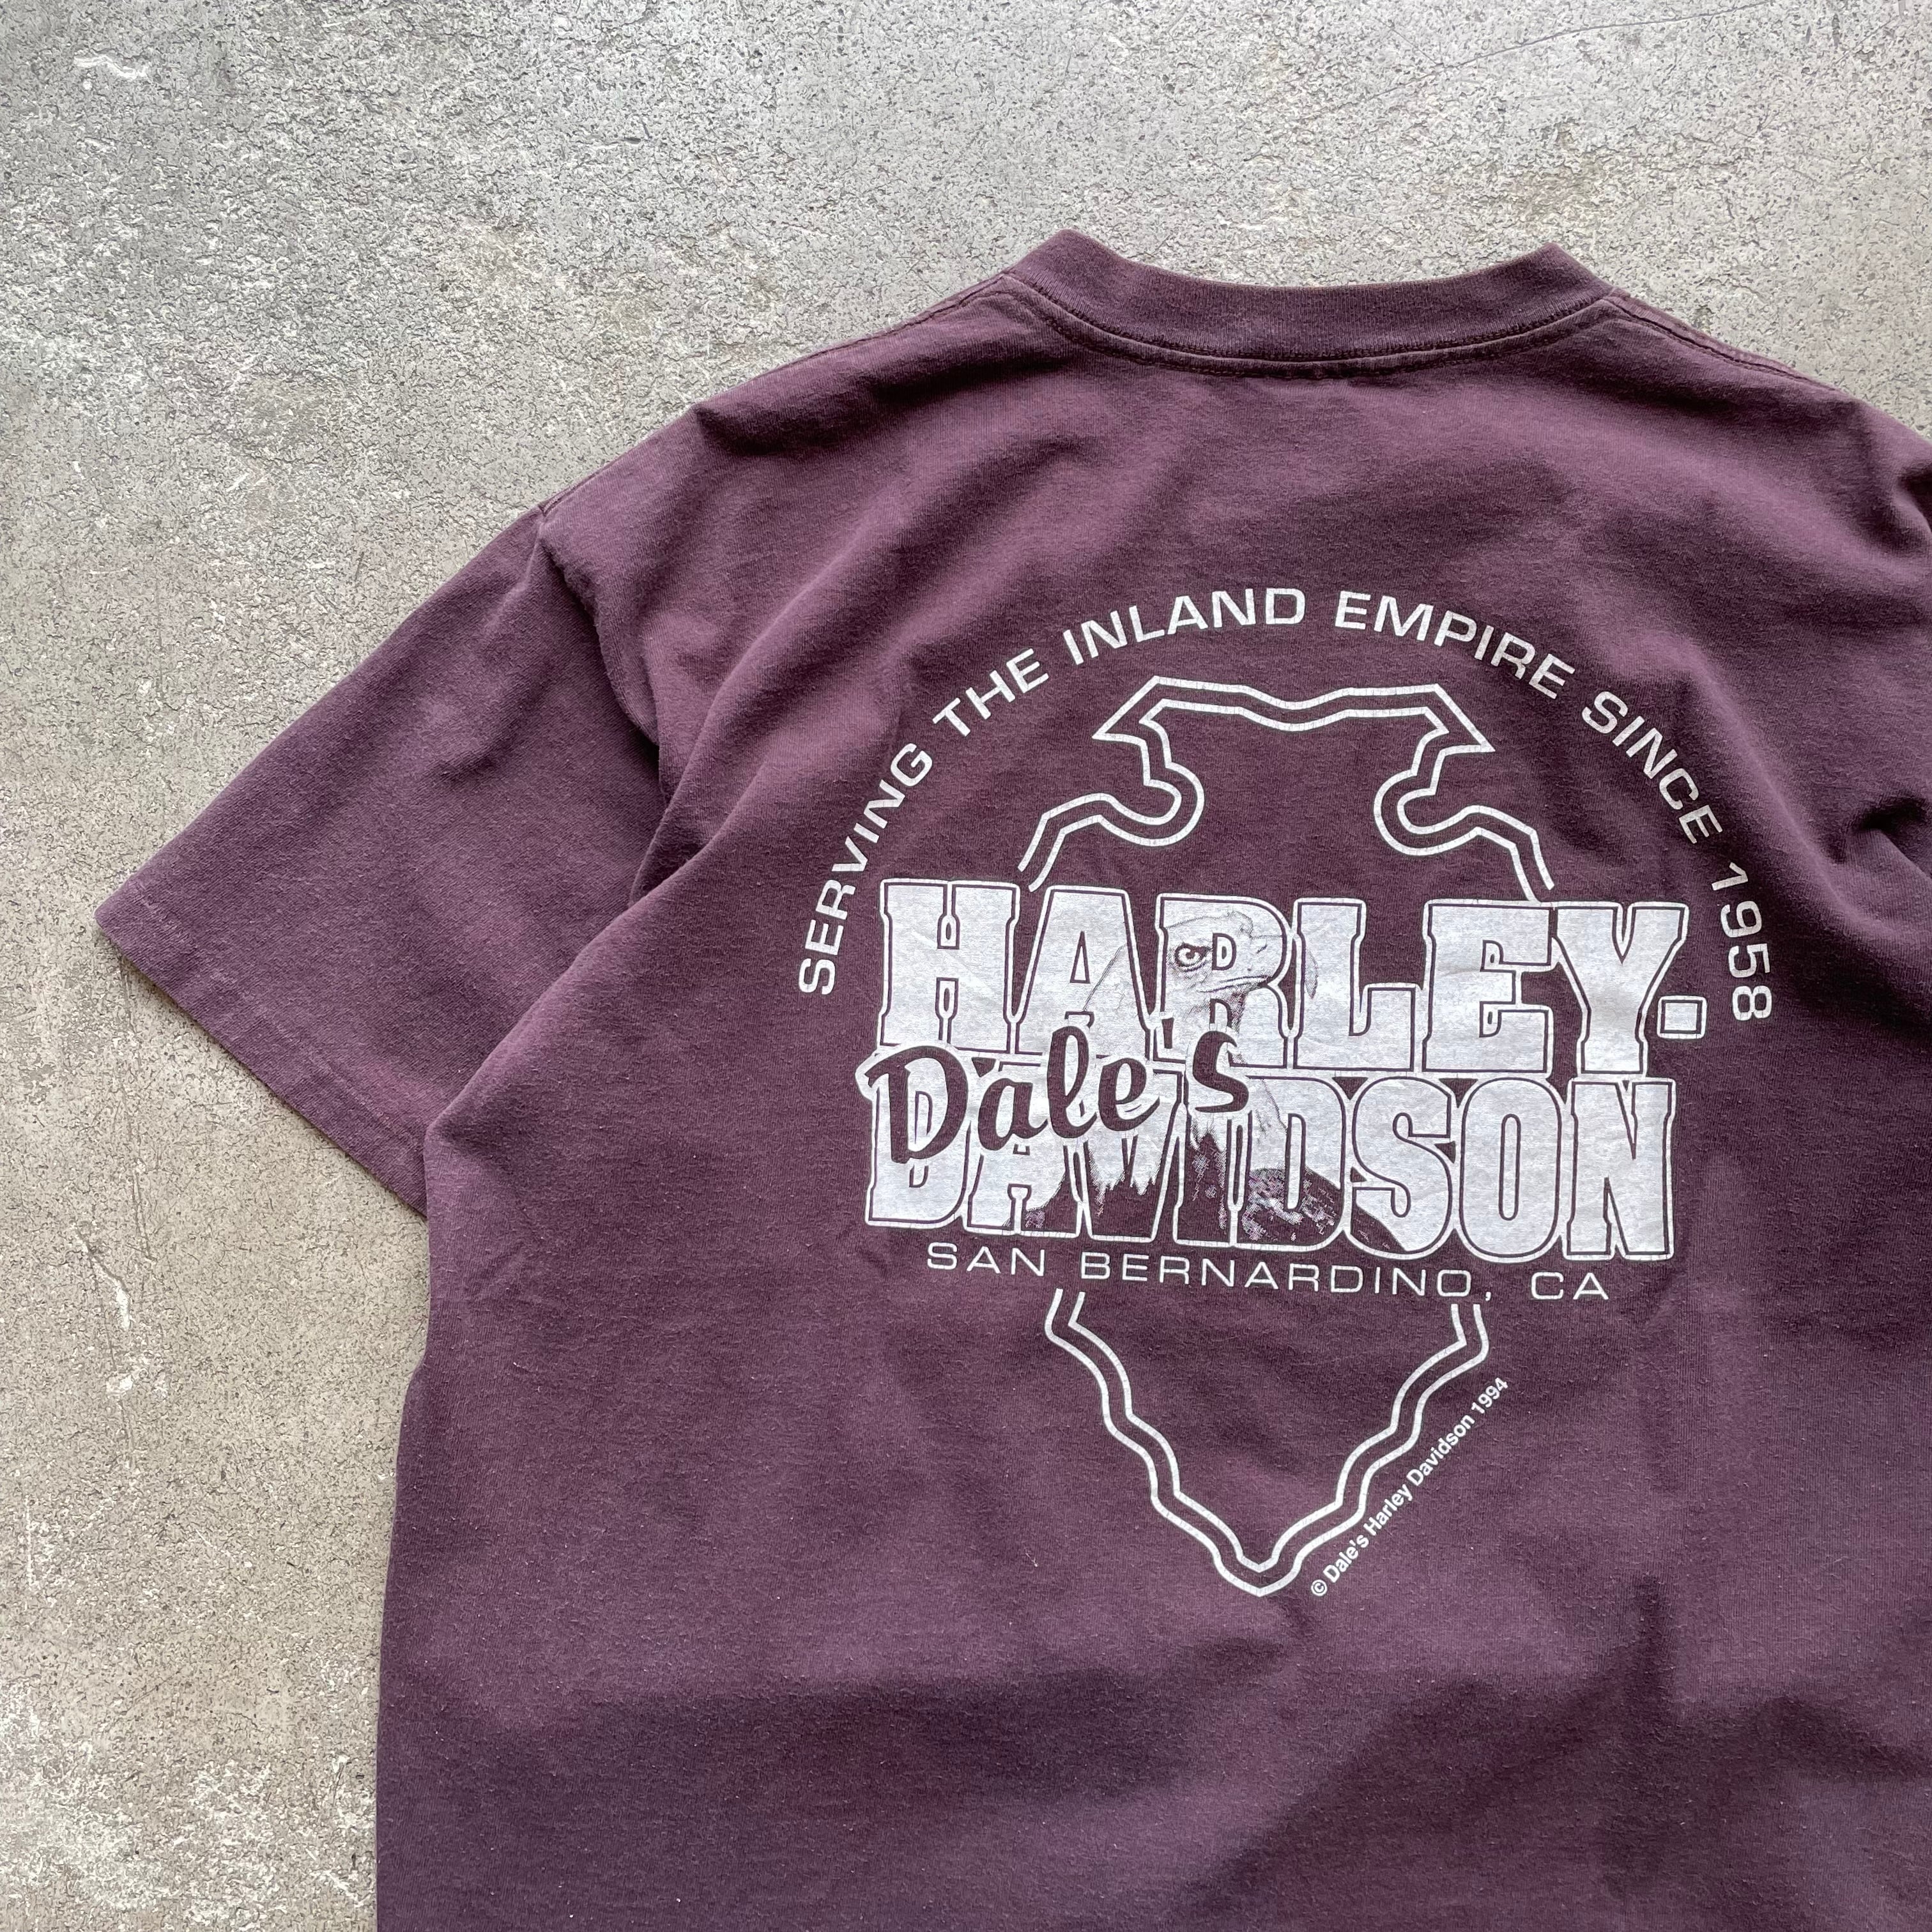 SERVING THE INLAND EMPIRE SINCE 1958
HARLEY-
Dale's
DAVIDSON
SAN BERNARDINO, CA
© Dale's Harley Davidson 1994